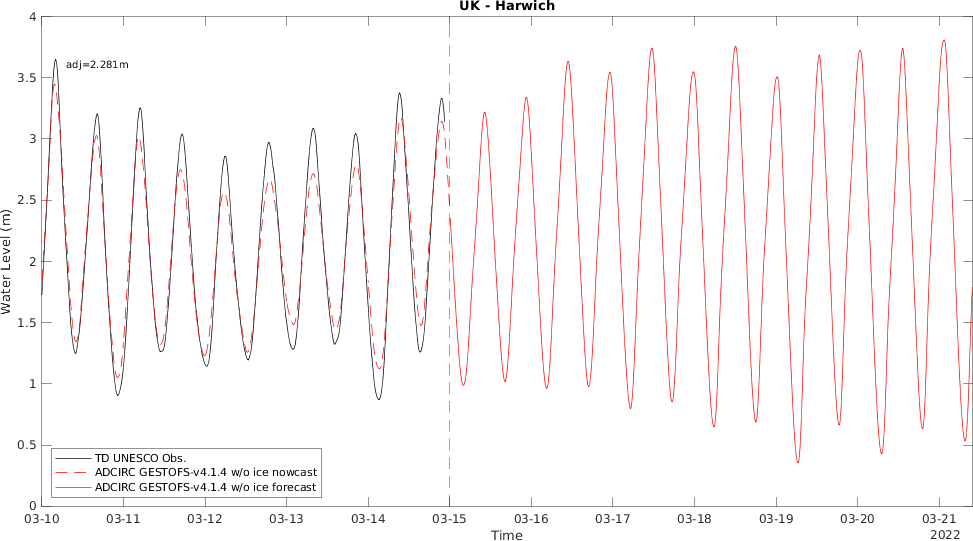 UK - Harwich
adj=2.281m
4
3.5
3
2.5
2
1.5
1
0.5
0
Water Level (m)
TD UNESCO Obs.
ADCIRC GESTOFS-v4.1.4 w/o ice nowcast
ADCIRC GESTOFS-v4.1.4 w/o ice forecast
03-10 03-11 03-12 03-13 03-14 03-15 03-16 03-17 03-18 03-19 03-20 03-21
Time
2022